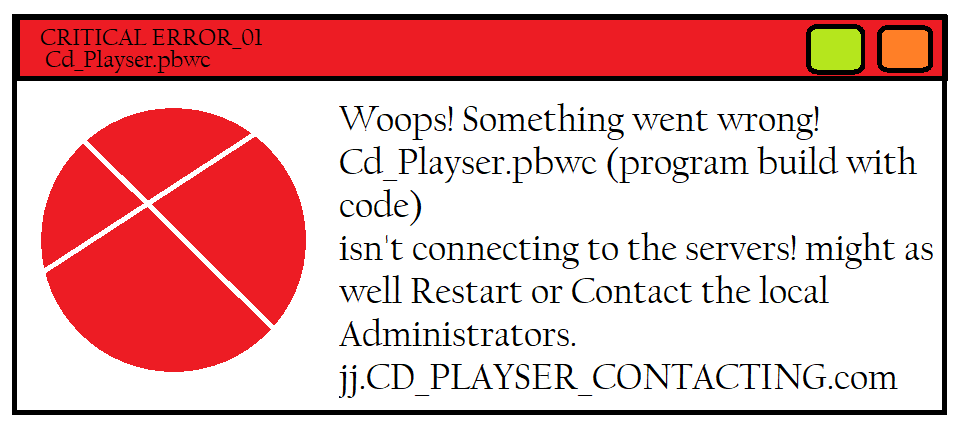 CRITICAL ERROR_01
Cd_Playser.pbwc
Woops! Something went wrong!
Cd_Playser.pbwc (program build with
code)
isn't connecting to the servers! might as
well Restart or Contact the local
Administrators.
jj.CD_PLAYSER_CONTACTING.com